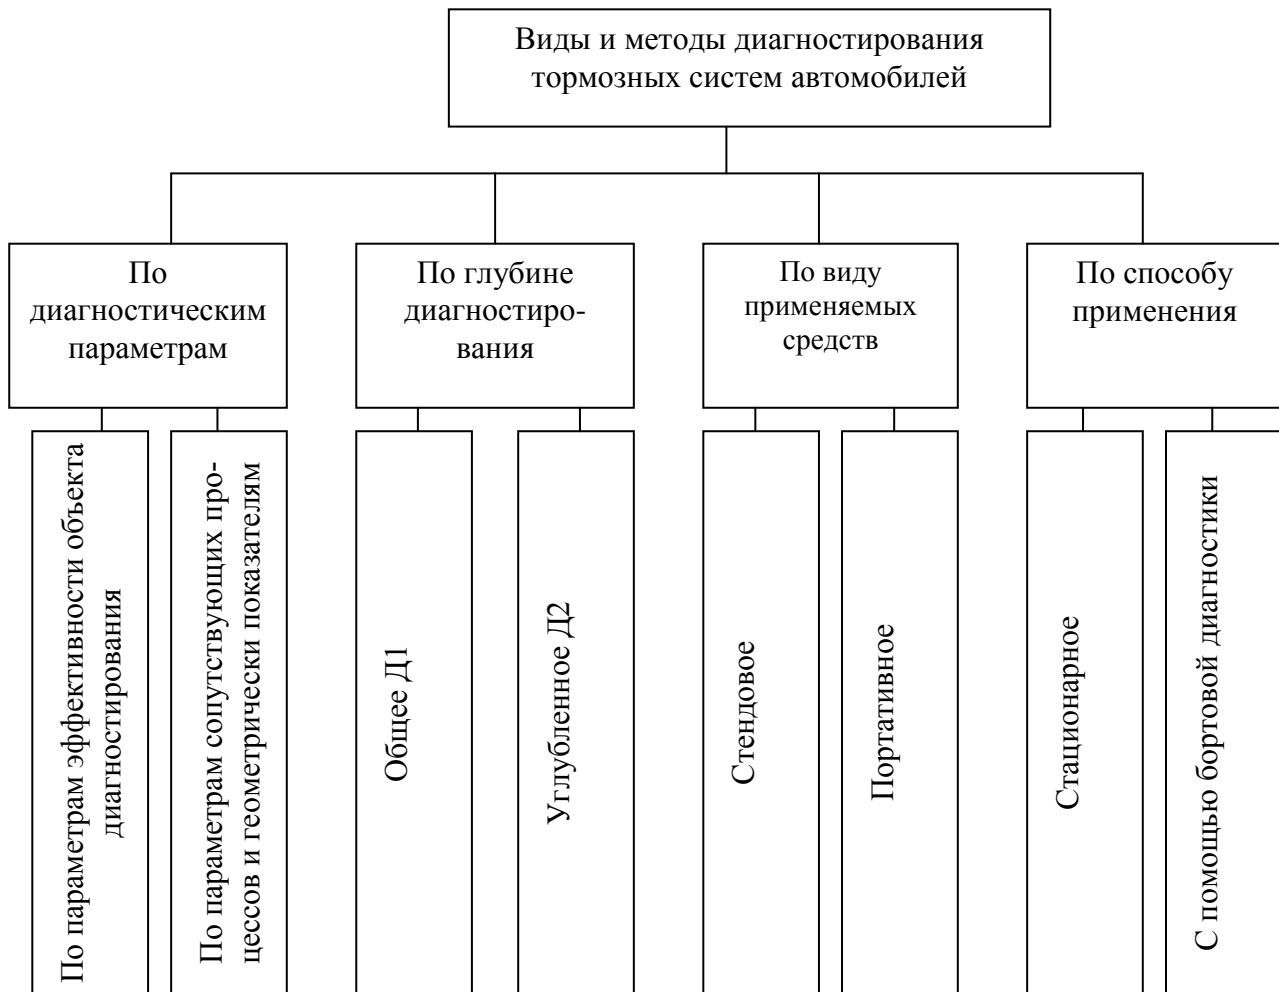 Виды и методы диагностирования
тормозных систем автомобилей
По
диагностическим
параметрам
По глубине
диагностиро-
вания
По виду
применяемых
средств
По способу
применения
По параметрам эффективности объекта
диагностирования
По параметрам сопутствующих про-
цессов и геометрически показателям
Общее Д1
Углубленное Д2
Стендовое
Портативное
Стационарное
С помощью бортовой диагностики